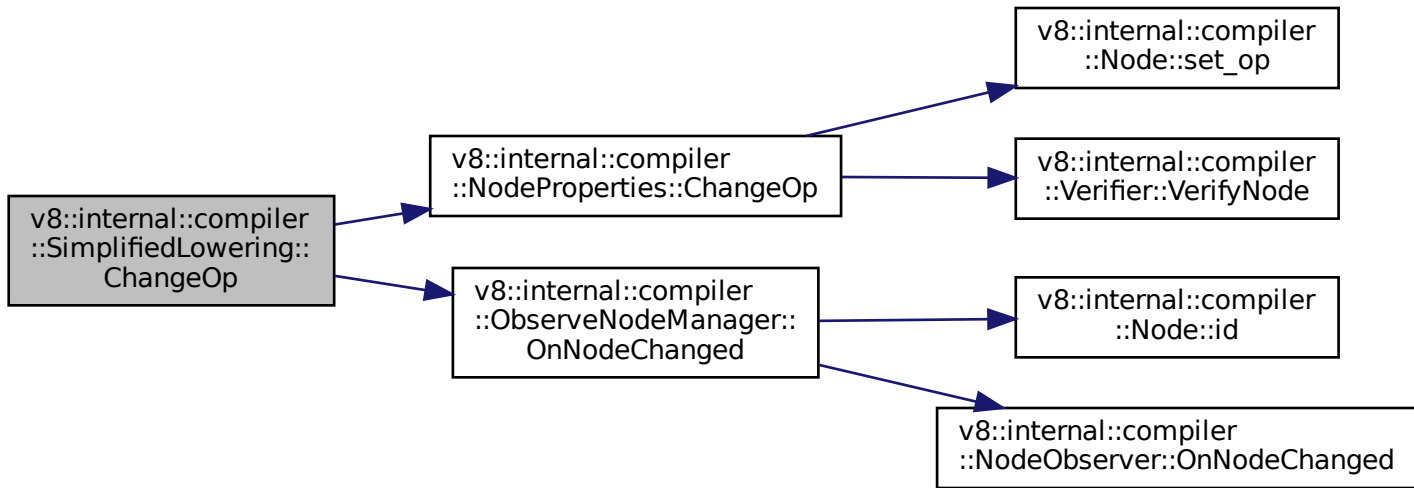 v8::internal::compiler
::SimplifiedLowering::
ChangeOp
v8::internal::compiler
::NodeProperties::ChangeOp
v8::internal::compiler
::ObserveNodeManager::
OnNodeChanged
v8::internal::compiler
::Node::set_op
v8::internal::compiler
::Verifier::VerifyNode
v8::internal::compiler
::Node::id
v8::internal::compiler
::NodeObserver::OnNodeChanged